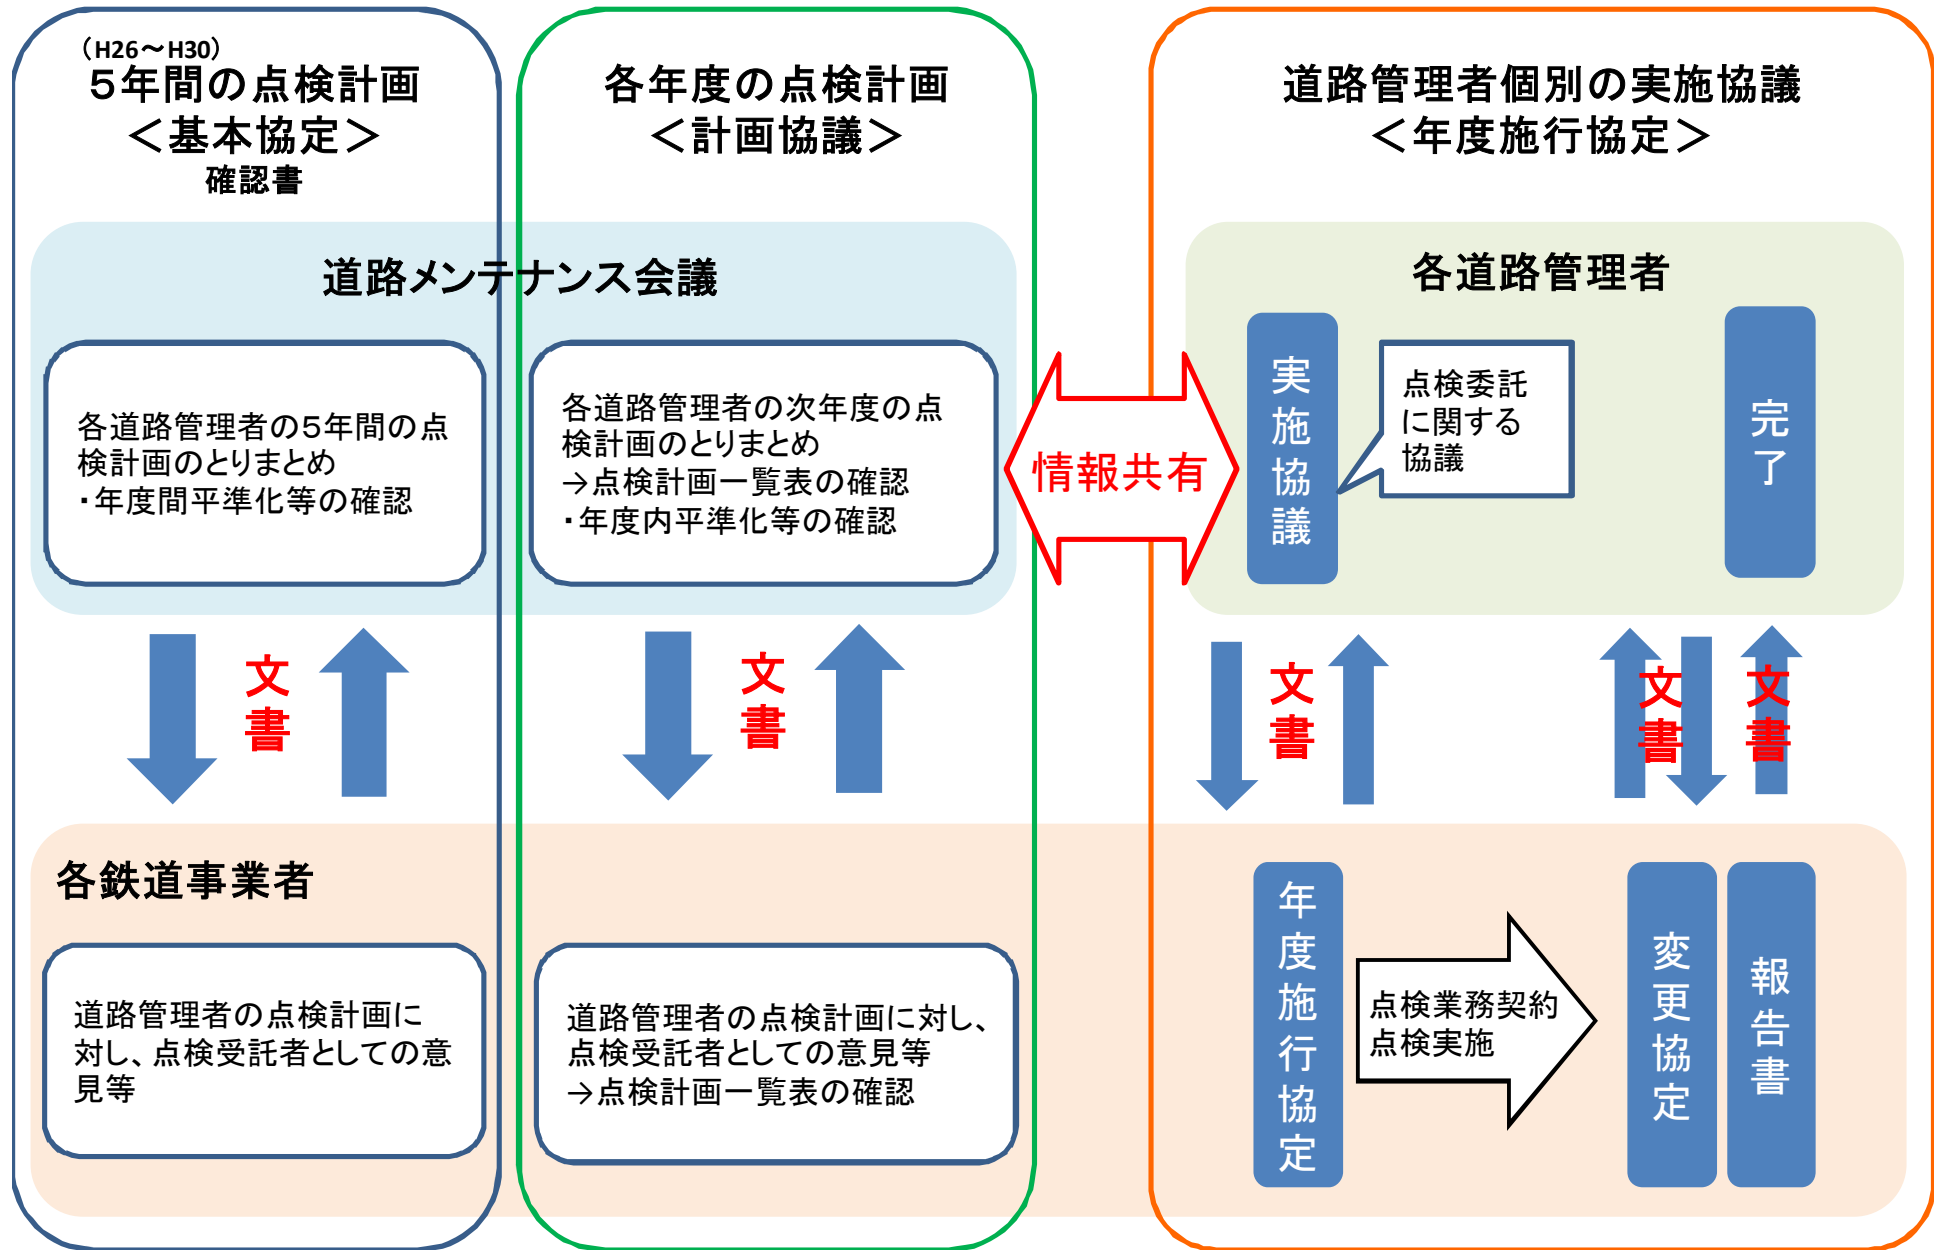 （H26～H30）
５年間の点検計画
＜基本協定＞
確認書
各年度の点検計画
＜計画協議＞
道路管理者個別の実施協議
＜年度施行協定＞
道路メンテナンス会議
各道路管理者の５年間の点
検計画のとりまとめ
・年度間平準化等の確認
各道路管理者の次年度の点
検計画のとりまとめ
→点検計画一覧表の確認
・年度内平準化等の確認
情報共有
各道路管理者
実施協議
点検委託
に関する
協議
完了
文書
文書
文書
文書
文書
各鉄道事業者
道路管理者の点検計画に
対し、点検受託者としての意
見等
道路管理者の点検計画に対し、
点検受託者としての意見等
→点検計画一覧表の確認
年度施行協定
点検業務契約
点検実施
変更協定
報告書